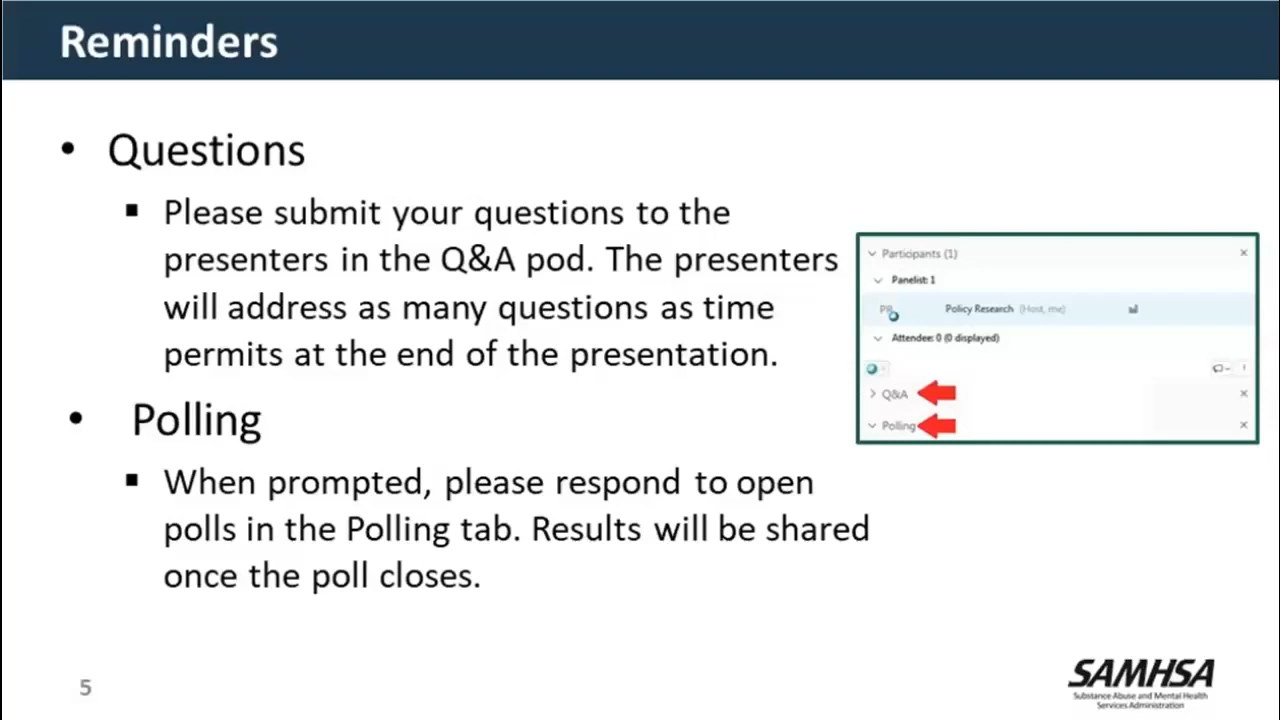 Reminders
• Questions
▪ Please submit your questions to the
presenters in the Q&A pod. The presenters
will address as many questions as time
permits at the end of the presentation.
• Polling
▪ When prompted, please respond to open
polls in the Polling tab. Results will be shared
once the poll closes.
Participants (1)
Panelist: 1
Policy Research (Host, me)
Attendee: 0 (0 displayed)
Q&A
Polling
5
SAMHSA
Substance Abuse and Mental Health
Services Administration